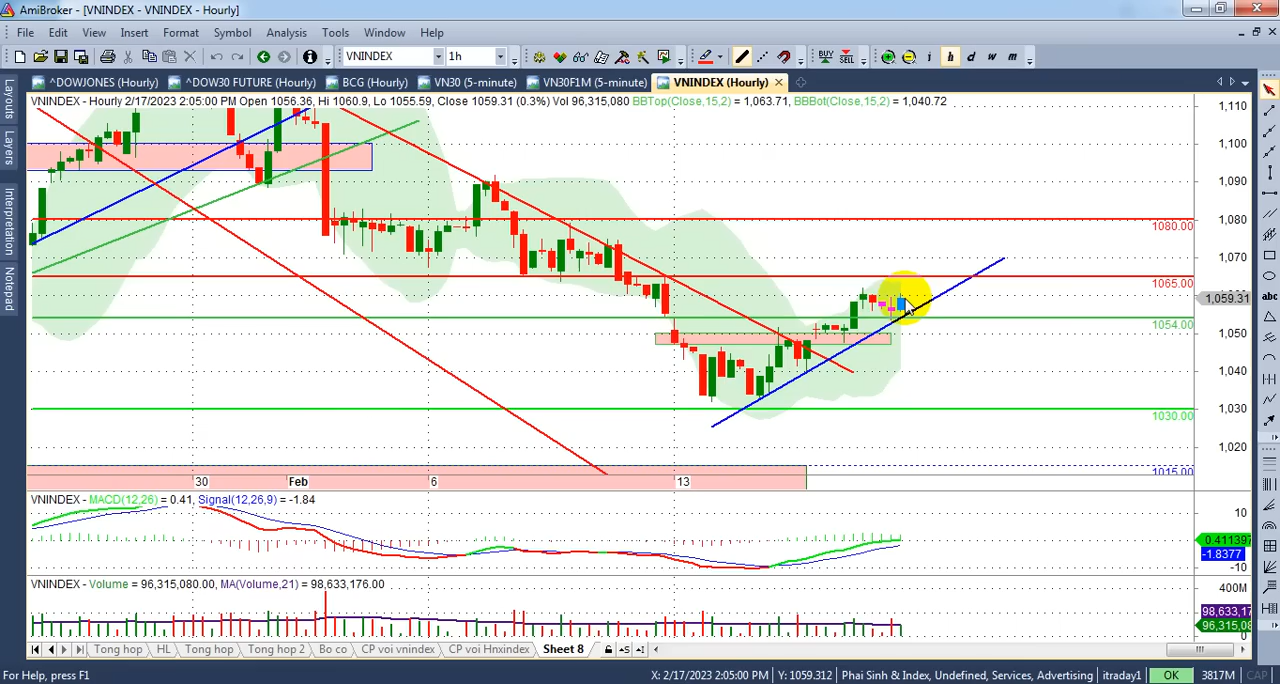 AmiBroker - [VNINDEX - VNINDEX - Hourly]
File Edit View Insert Format Symbol Analysis Tools Window Help
VNINDEX 1h BUY SELL i h d w m
^DOWJONES (Hourly) ^DOW30 FUTURE (Hourly) BCG (Hourly) VN30 (5-minute) VN30F1M (5-minute) VNINDEX (Hourly)
VNINDEX - Hourly 2/17/2023 2:05:00 PM Open 1056.36, Hi 1060.9, Lo 1055.59, Close 1059.31 (0.3%) Vol 96,315,080 BBTop(Close,15,2) = 1,063.71, BBBot(Close,15,2) = 1,040.72
Layouts
Layers
Interpretation
Notepad
abc
1,110
1,100
1,090
1,080
1080.00
1,070
1065.00
1,059.31
1054.00
1,050
1,040
1,030
1030.00
1,020
1015.00
30 Feb 6 13
VNINDEX - MACD(12,26) = 0.41, Signal(12,26,9) = -1.84
10
0.411397
-1.8377
-10
VNINDEX - Volume = 96,315,080.00, MA(Volume,21) = 98,633,176.00
400M
98,633,17
96,315,08
0
Tong hop HL Tong hop Tong hop 2 Bo co CP voi vnindex CP voi Hnxindex Sheet 8
For Help, press F1 X: 2/17/2023 2:05:00 PM Y: 1059.312 Phai Sinh & Index, Undefined, Services, Advertising itraday1 OK 3817M CAP